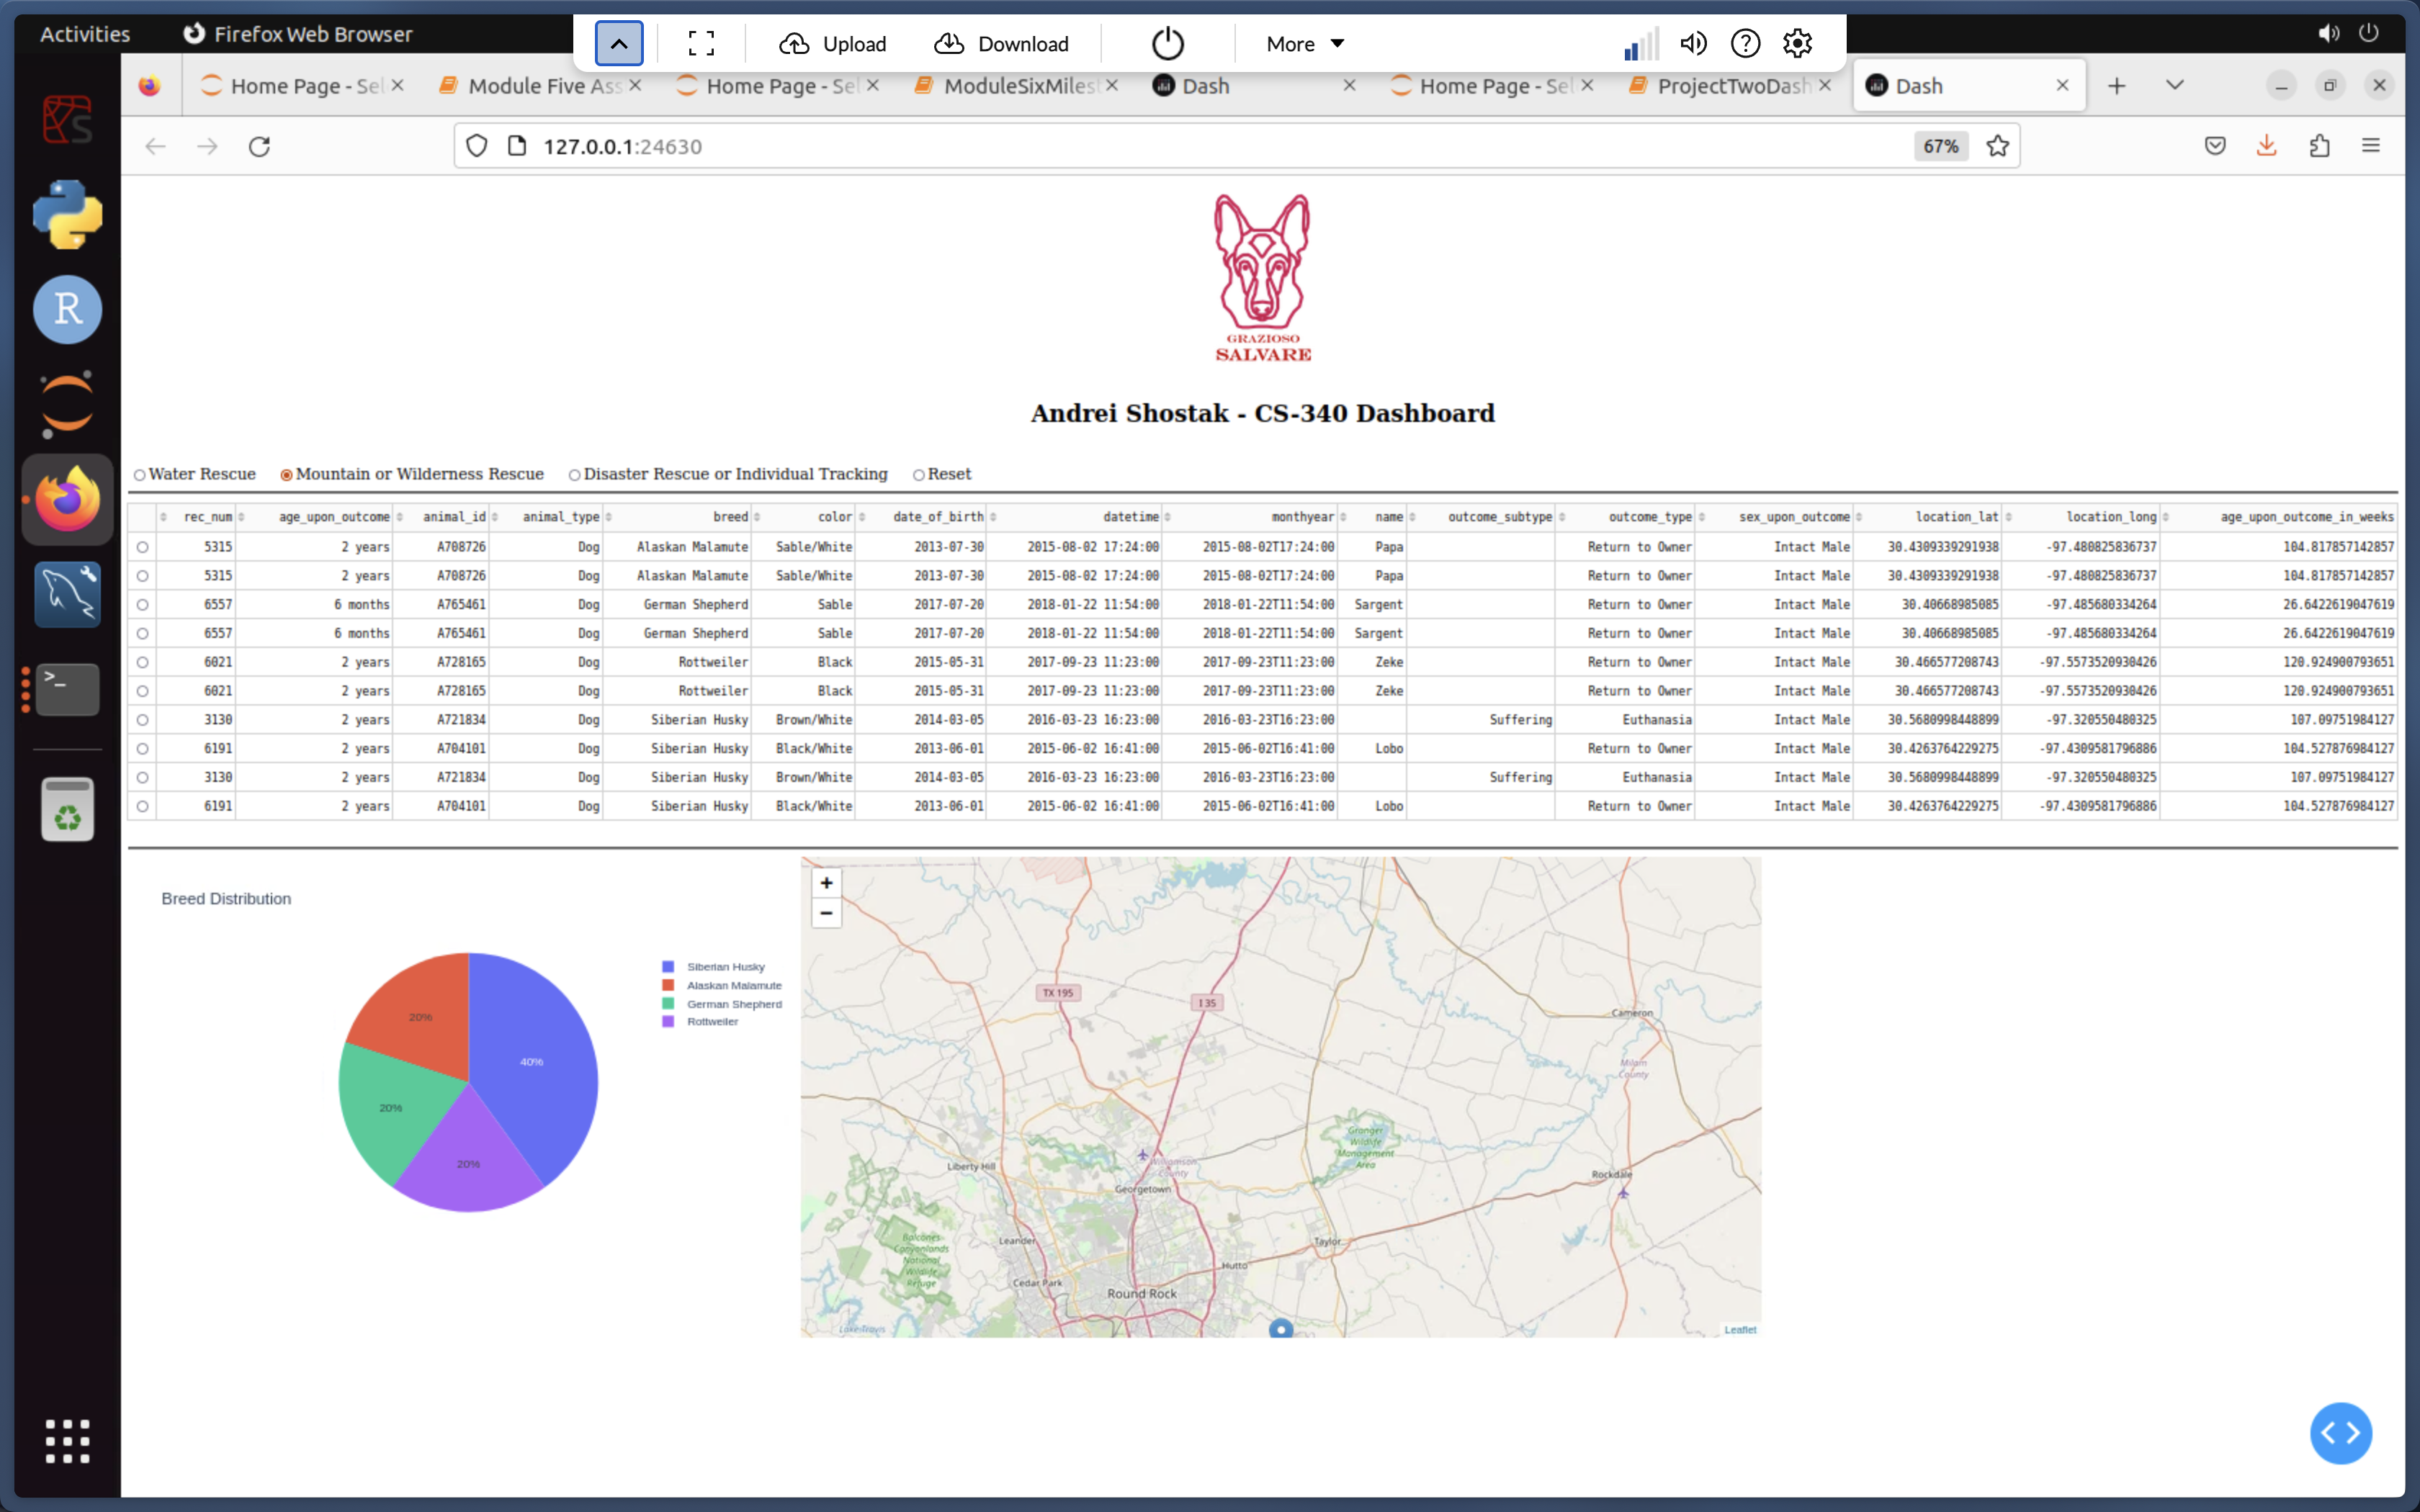 Activities Firefox Web Browser Upload Download More
Home Page - Sel Module Five Ass Home Page - Sel ModuleSixMilest Dash Home Page - Sel ProjectTwoDash Dash
127.0.0.1:24630 67%
GRAZIOSO
SALVARE
Andrei Shostak - CS-340 Dashboard
Water Rescue Mountain or Wilderness Rescue Disaster Rescue or Individual Tracking Reset
rec_num age_upon_outcome animal_id animal_type breed color date_of_birth datetime monthyear name outcome_subtype outcome_type sex_upon_outcome location_lat location_long age_upon_outcome_in_weeks
5315 2 years A708726 Dog Alaskan Malamute Sable/White 2013-07-30 2015-08-02 17:24:00 2015-08-02T17:24:00 Papa Return to Owner Intact Male 30.4309339291938 -97.480825836737 104.817857142857
5315 2 years A708726 Dog Alaskan Malamute Sable/White 2013-07-30 2015-08-02 17:24:00 2015-08-02T17:24:00 Papa Return to Owner Intact Male 30.4309339291938 -97.480825836737 104.817857142857
6557 6 months A765461 Dog German Shepherd Sable 2017-07-20 2018-01-22 11:54:00 2018-01-22T11:54:00 Sargent Return to Owner Intact Male 30.40668985085 -97.485680334264 26.6422619047619
6557 6 months A765461 Dog German Shepherd Sable 2017-07-20 2018-01-22 11:54:00 2018-01-22T11:54:00 Sargent Return to Owner Intact Male 30.40668985085 -97.485680334264 26.6422619047619
6021 2 years A728165 Dog Rottweiler Black 2015-05-31 2017-09-23 11:23:00 2017-09-23T11:23:00 Zeke Return to Owner Intact Male 30.466577208743 -97.5573520930426 120.924900793651
6021 2 years A728165 Dog Rottweiler Black 2015-05-31 2017-09-23 11:23:00 2017-09-23T11:23:00 Zeke Return to Owner Intact Male 30.466577208743 -97.5573520930426 120.924900793651
3130 2 years A721834 Dog Siberian Husky Brown/White 2014-03-05 2016-03-23 16:23:00 2016-03-23T16:23:00 Suffering Euthanasia Intact Male 30.5680998448899 -97.320550480325 107.09751984127
6191 2 years A704101 Dog Siberian Husky Black/White 2013-06-01 2015-06-02 16:41:00 2015-06-02T16:41:00 Lobo Return to Owner Intact Male 30.4263764229275 -97.4309581796886 104.527876984127
3130 2 years A721834 Dog Siberian Husky Brown/White 2014-03-05 2016-03-23 16:23:00 2016-03-23T16:23:00 Suffering Euthanasia Intact Male 30.5680998448899 -97.320550480325 107.09751984127
6191 2 years A704101 Dog Siberian Husky Black/White 2013-06-01 2015-06-02 16:41:00 2015-06-02T16:41:00 Lobo Return to Owner Intact Male 30.4263764229275 -97.4309581796886 104.527876984127
Breed Distribution
Siberian Husky
Alaskan Malamute
German Shepherd
Rottweiler
20%
40%
20%
20%
+
−
TX 195
I 35
Cameron
Milam
County
Granger
Wildlife
Management
Area
Liberty Hill
Williamson
County
Georgetown
Rockdale
Balcones
Canyonlands
National
Wildlife
Refuge
Leander
Taylor
Hutto
Cedar Park
Round Rock
Lake Travis
Leaflet